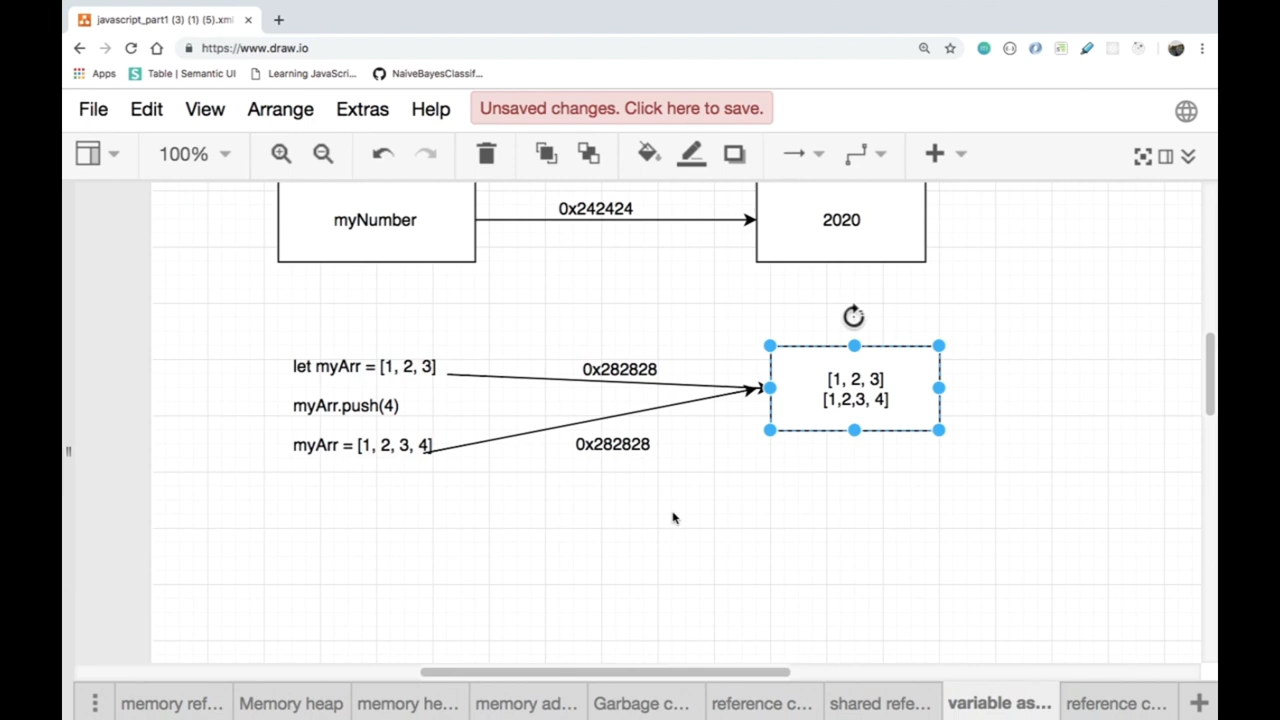 javascript_part1 (3) (1) (5).xml
https://www.draw.io
Apps
Table | Semantic UI
Learning JavaScri...
NaiveBayesClassif...
File Edit View Arrange Extras Help
Unsaved changes. Click here to save.
100%
myNumber
0x242424
2020
let myArr = [1, 2, 3]
0x282828
[1, 2, 3]
[1,2,3, 4]
myArr.push(4)
myArr = [1, 2, 3, 4]
0x282828
memory ref...
Memory heap
memory he...
memory ad...
Garbage c...
reference c...
shared refe...
variable as...
reference c...